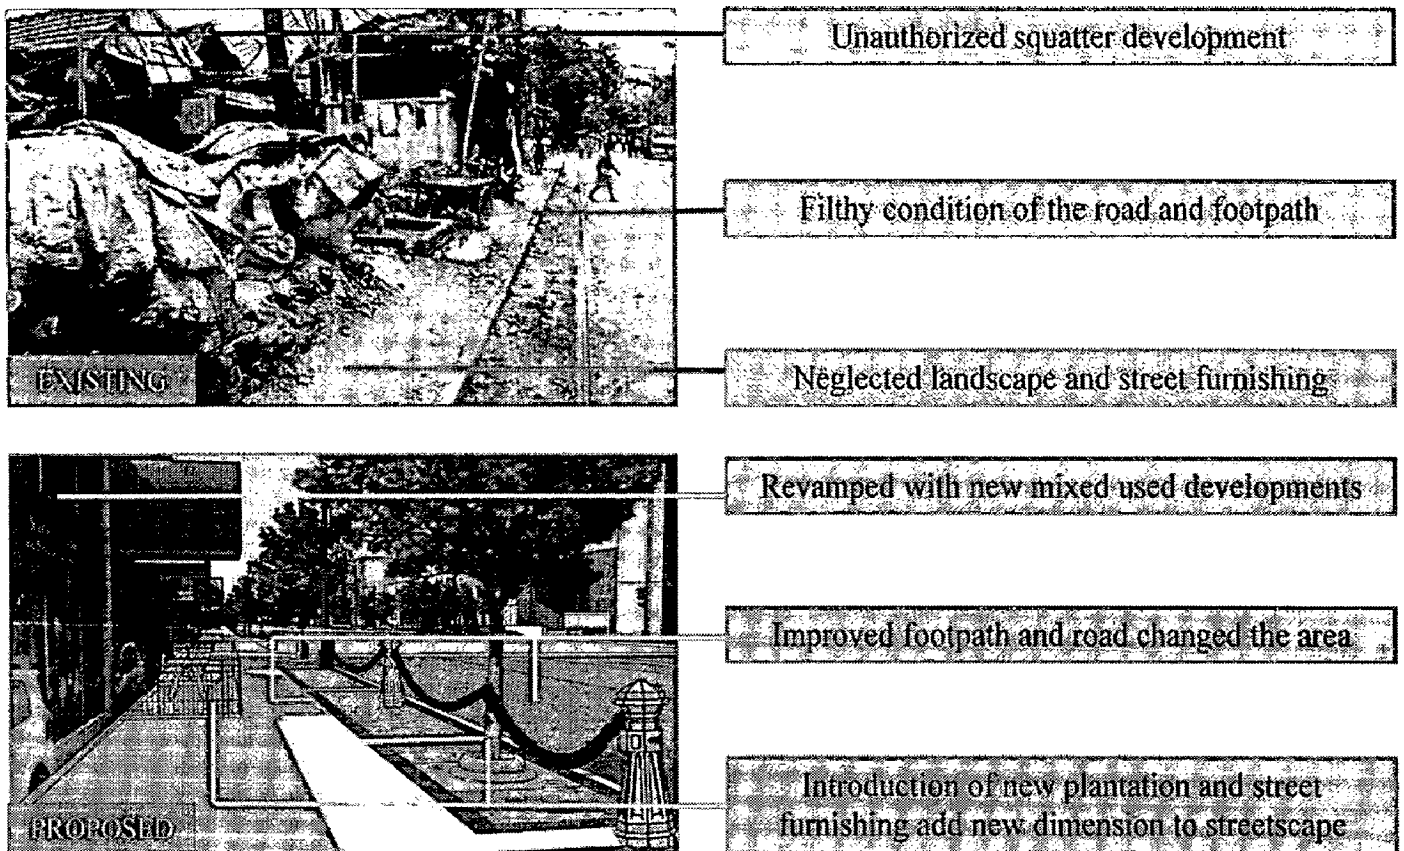 Unauthorized squatter development
Filthy condition of the road and footpath
EXISTING
Neglected landscape and street furnishing
Revamped with new mixed used developments
Improved footpath and road changed the area
Introduction of new plantation and street
furnishing add new dimension to streetscape
PROPOSED